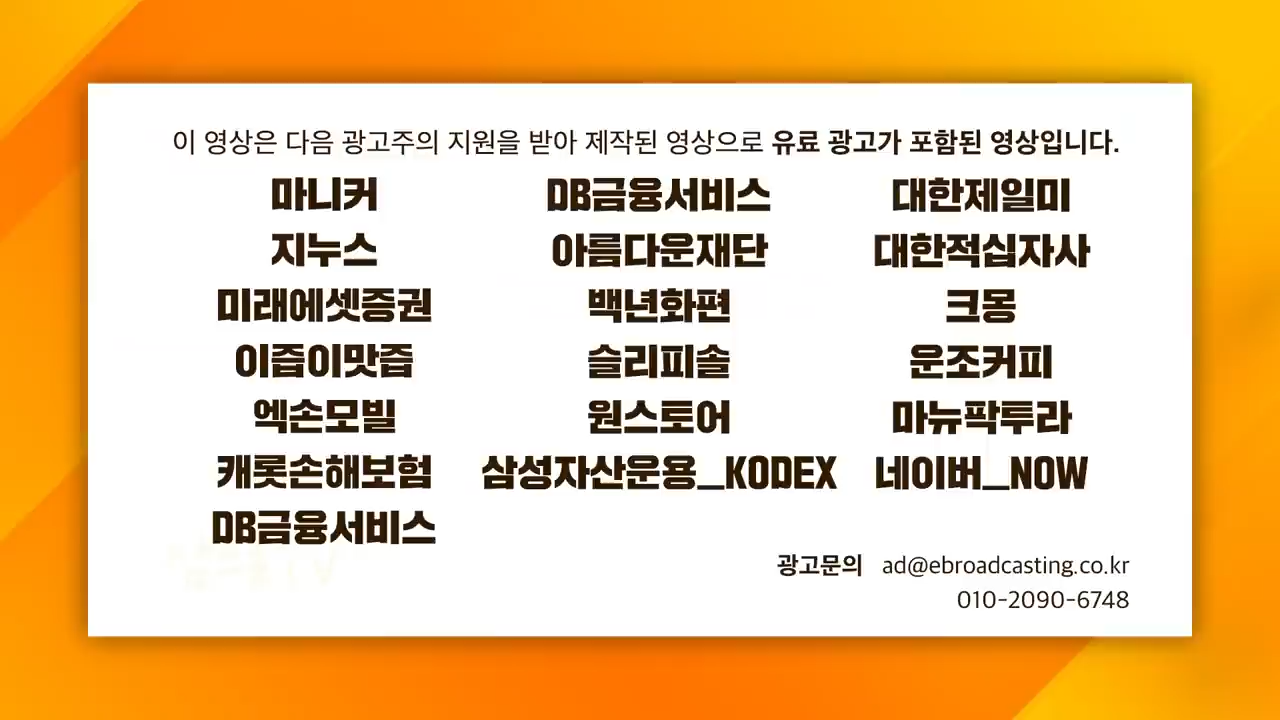 이 영상은 다음 광고주의 지원을 받아 제작된 영상으로 유료 광고가 포함된 영상입니다.
마니커 DB금융서비스 대한제일미
지누스 아름다운재단 대한적십자사
미래에셋증권 백년화편 크몽
이즙이맛즙 슬리피솔 운조커피
엑손모빌 원스토어 마뉴팍투라
캐롯손해보험 삼성자산운용_KODEX 네이버_NOW
DB금융서비스
광고문의 ad@ebroadcasting.co.kr
010-2090-6748